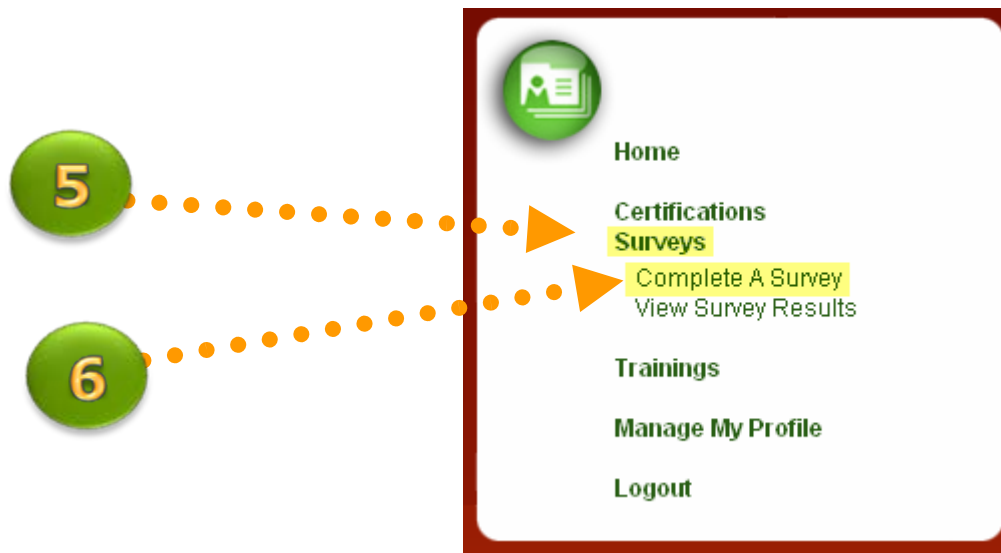 Home
5
Certifications
Surveys
Complete A Survey
View Survey Results
6
Trainings
Manage My Profile
Logout